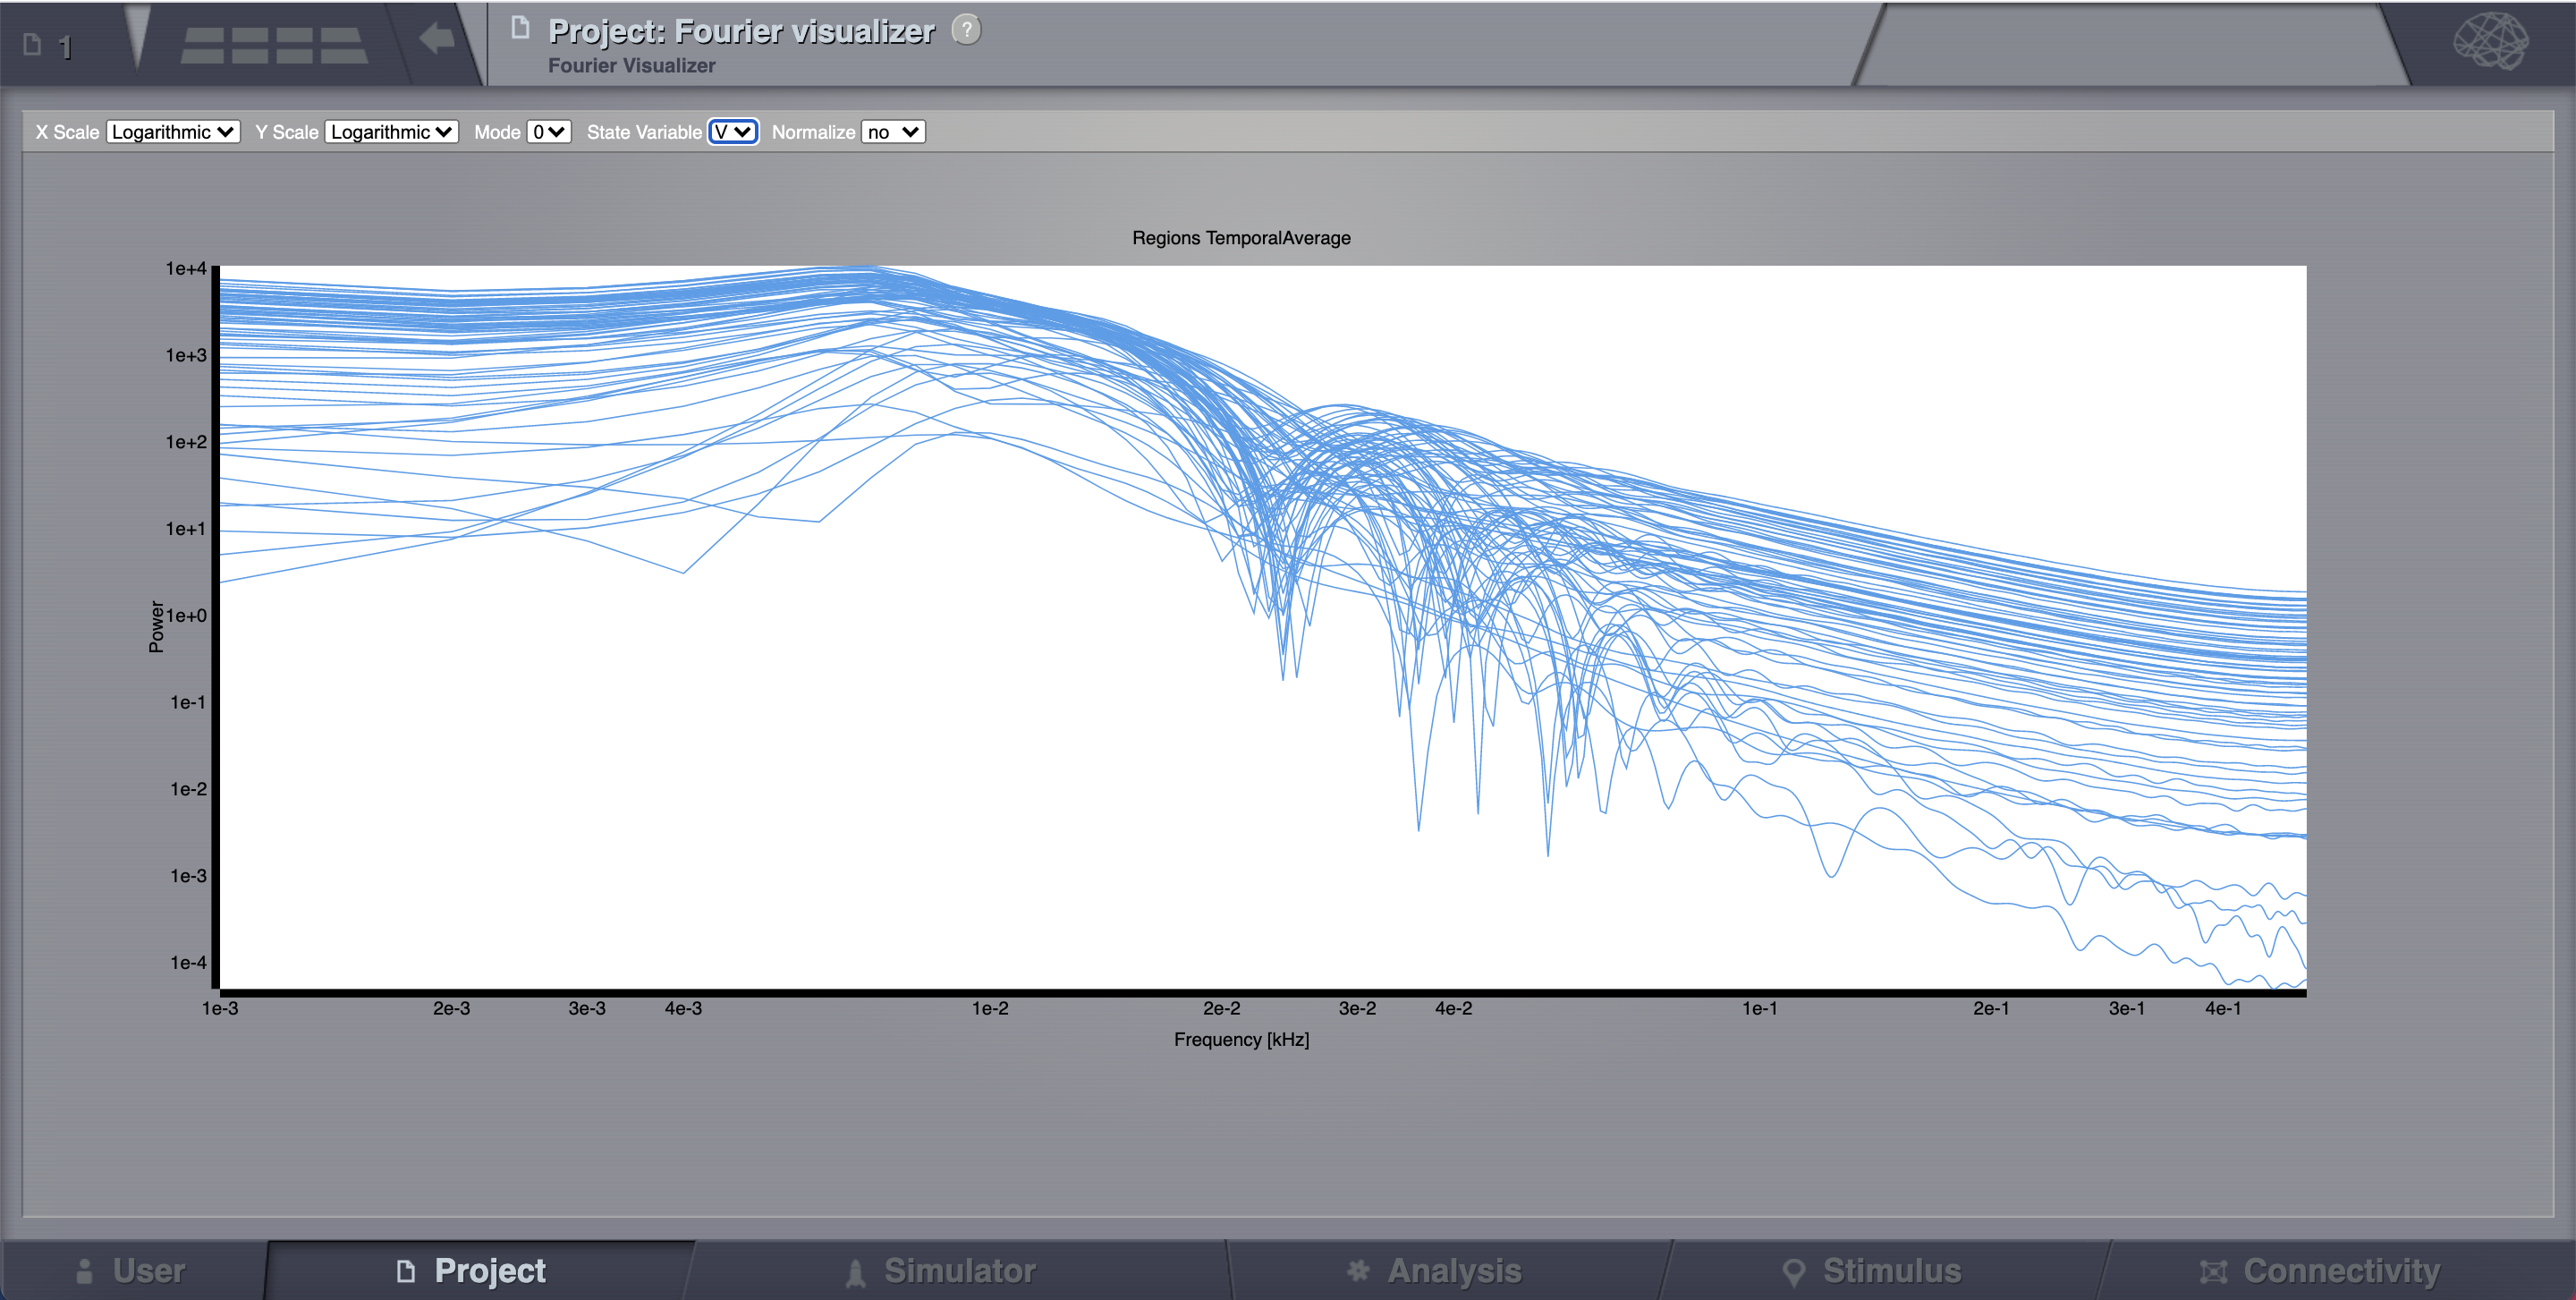 1
Project: Fourier visualizer ?
Fourier Visualizer
X Scale Logarithmic Y Scale Logarithmic Mode 0 State Variable V Normalize no
Regions TemporalAverage
1e+4
1e+3
1e+2
1e+1
1e+0
1e-1
1e-2
1e-3
1e-4
Power
1e-3 2e-3 3e-3 4e-3 1e-2 2e-2 3e-2 4e-2 1e-1 2e-1 3e-1 4e-1
Frequency [kHz]
User Project Simulator Analysis Stimulus Connectivity